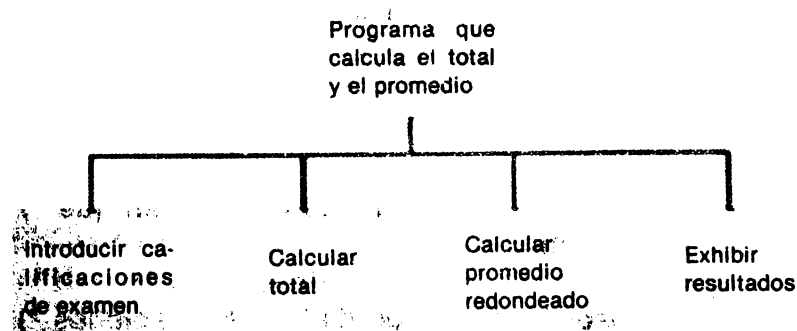 Programa que
calcula el total
y el promedio
Introducir ca-
lificaciones
de examen
Calcular
total
Calcular
promedio
redondeado
Exhibir
resultados